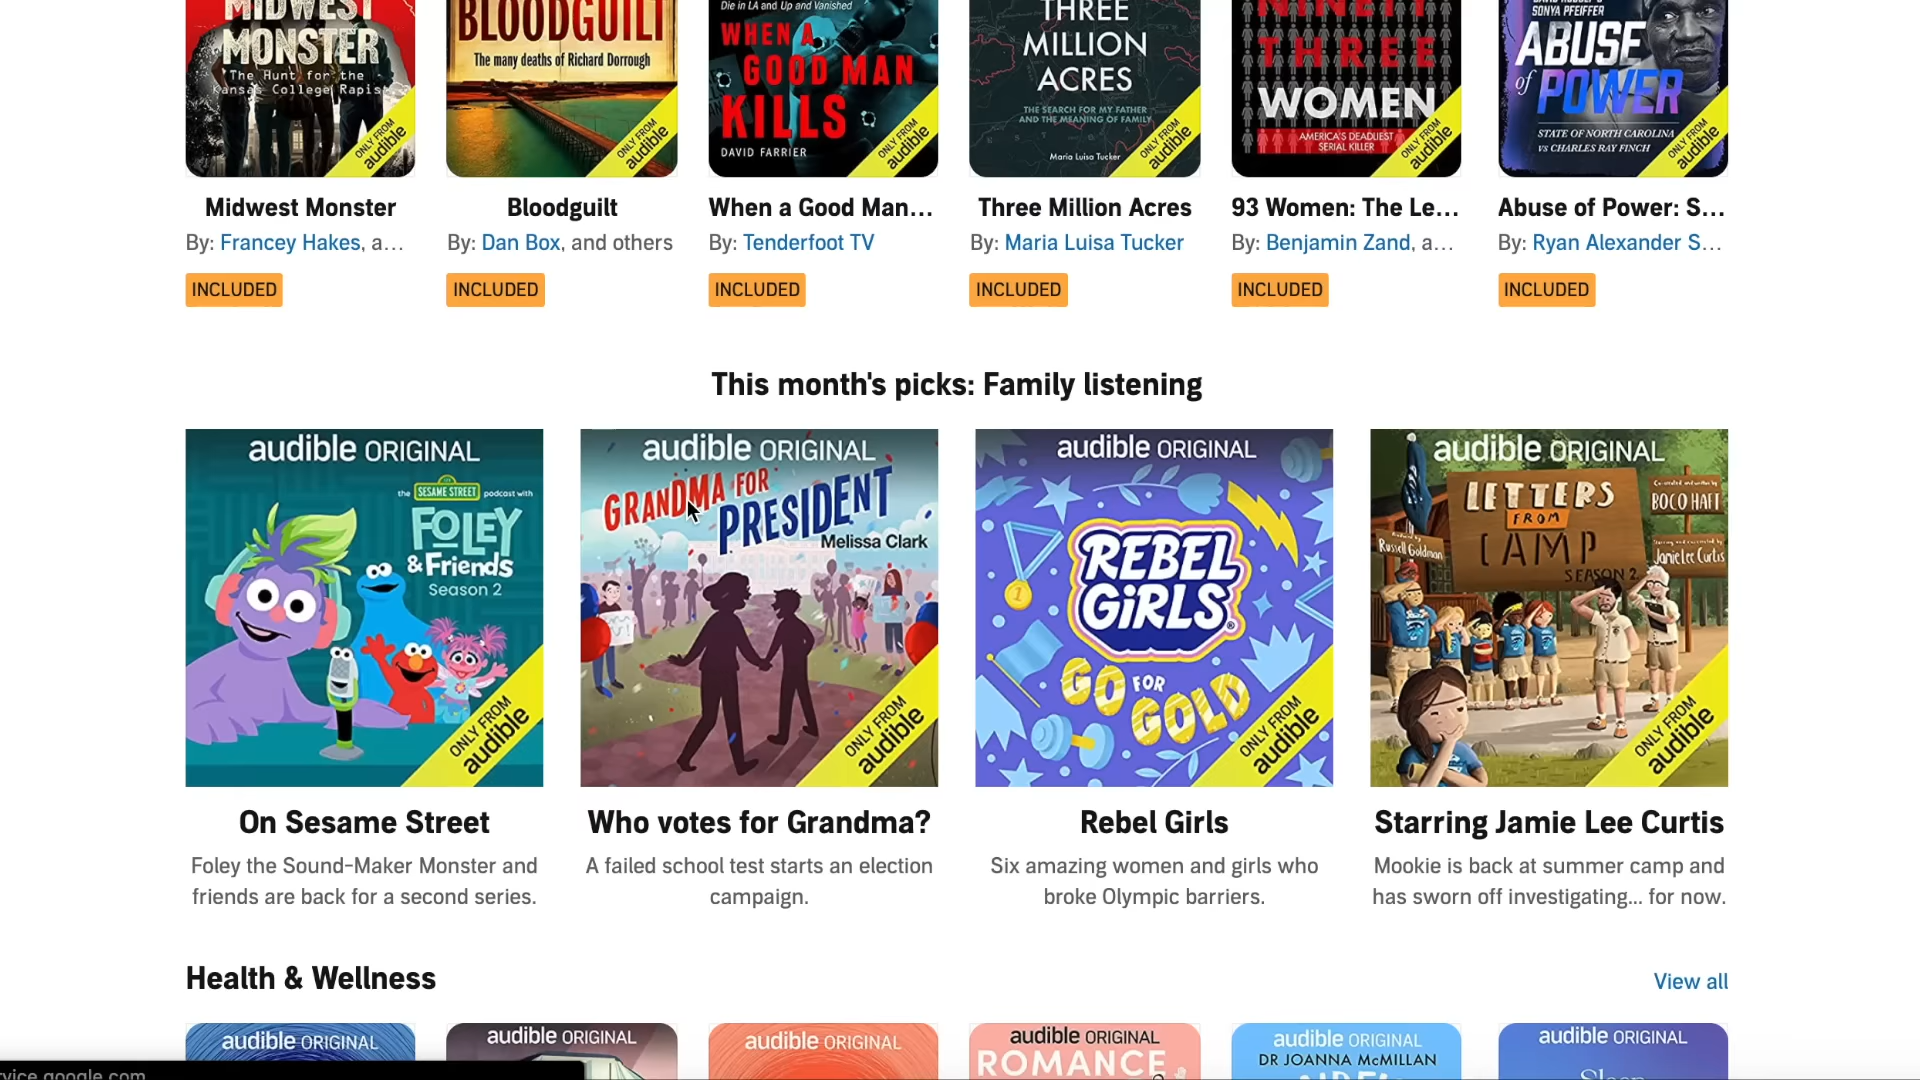 MIDWEST
MONSTER
The Hunt for the
Kansas College Rapist
ONLY FROM
audible
BLOODGUILT
The many deaths of Richard Dorrough
ONLY FROM
audible
Die in LA and Up and Vanished
WHEN A
GOOD MAN
KILLS
DAVID FARRIER
ONLY FROM
audible
THREE
MILLION
ACRES
THE SEARCH FOR MY FATHER
AND THE MEANING OF FAMILY
Maria Luisa Tucker
ONLY FROM
audible
NINETY
THREE
WOMEN
AMERICA'S DEADLIEST
SERIAL KILLER
ONLY FROM
audible
SONYA PFEIFFER
ABUSE
of POWER
STATE OF NORTH CAROLINA
vs CHARLES RAY FINCH
ONLY FROM
audible
Midwest Monster
By: Francey Hakes, a…
INCLUDED
Bloodguilt
By: Dan Box, and others
INCLUDED
When a Good Man…
By: Tenderfoot TV
INCLUDED
Three Million Acres
By: Maria Luisa Tucker
INCLUDED
93 Women: The Le…
By: Benjamin Zand, a…
INCLUDED
Abuse of Power: S…
By: Ryan Alexander S…
INCLUDED
This month's picks: Family listening
audible ORIGINAL
the SESAME STREET podcast with
FOLEY
& Friends
Season 2
ONLY FROM
audible
On Sesame Street
Foley the Sound-Maker Monster and
friends are back for a second series.
audible ORIGINAL
GRANDMA FOR
PRESIDENT
Melissa Clark
ONLY FROM
audible
Who votes for Grandma?
A failed school test starts an election
campaign.
audible ORIGINAL
REBEL
GiRLS
GO FOR
GOLD
ONLY FROM
audible
Rebel Girls
Six amazing women and girls who
broke Olympic barriers.
audible ORIGINAL
LETTERS
FROM
CAMP
SEASON 2
Russell Goldman
BOCO HAFT
Jamie Lee Curtis
ONLY FROM
audible
Starring Jamie Lee Curtis
Mookie is back at summer camp and
has sworn off investigating... for now.
Health & Wellness
View all
audible ORIGINAL
audible ORIGINAL
audible ORIGINAL
audible ORIGINAL
ROMANCE
audible ORIGINAL
DR JOANNA McMILLAN
audible ORIGINAL
Sleep
vice.google.com